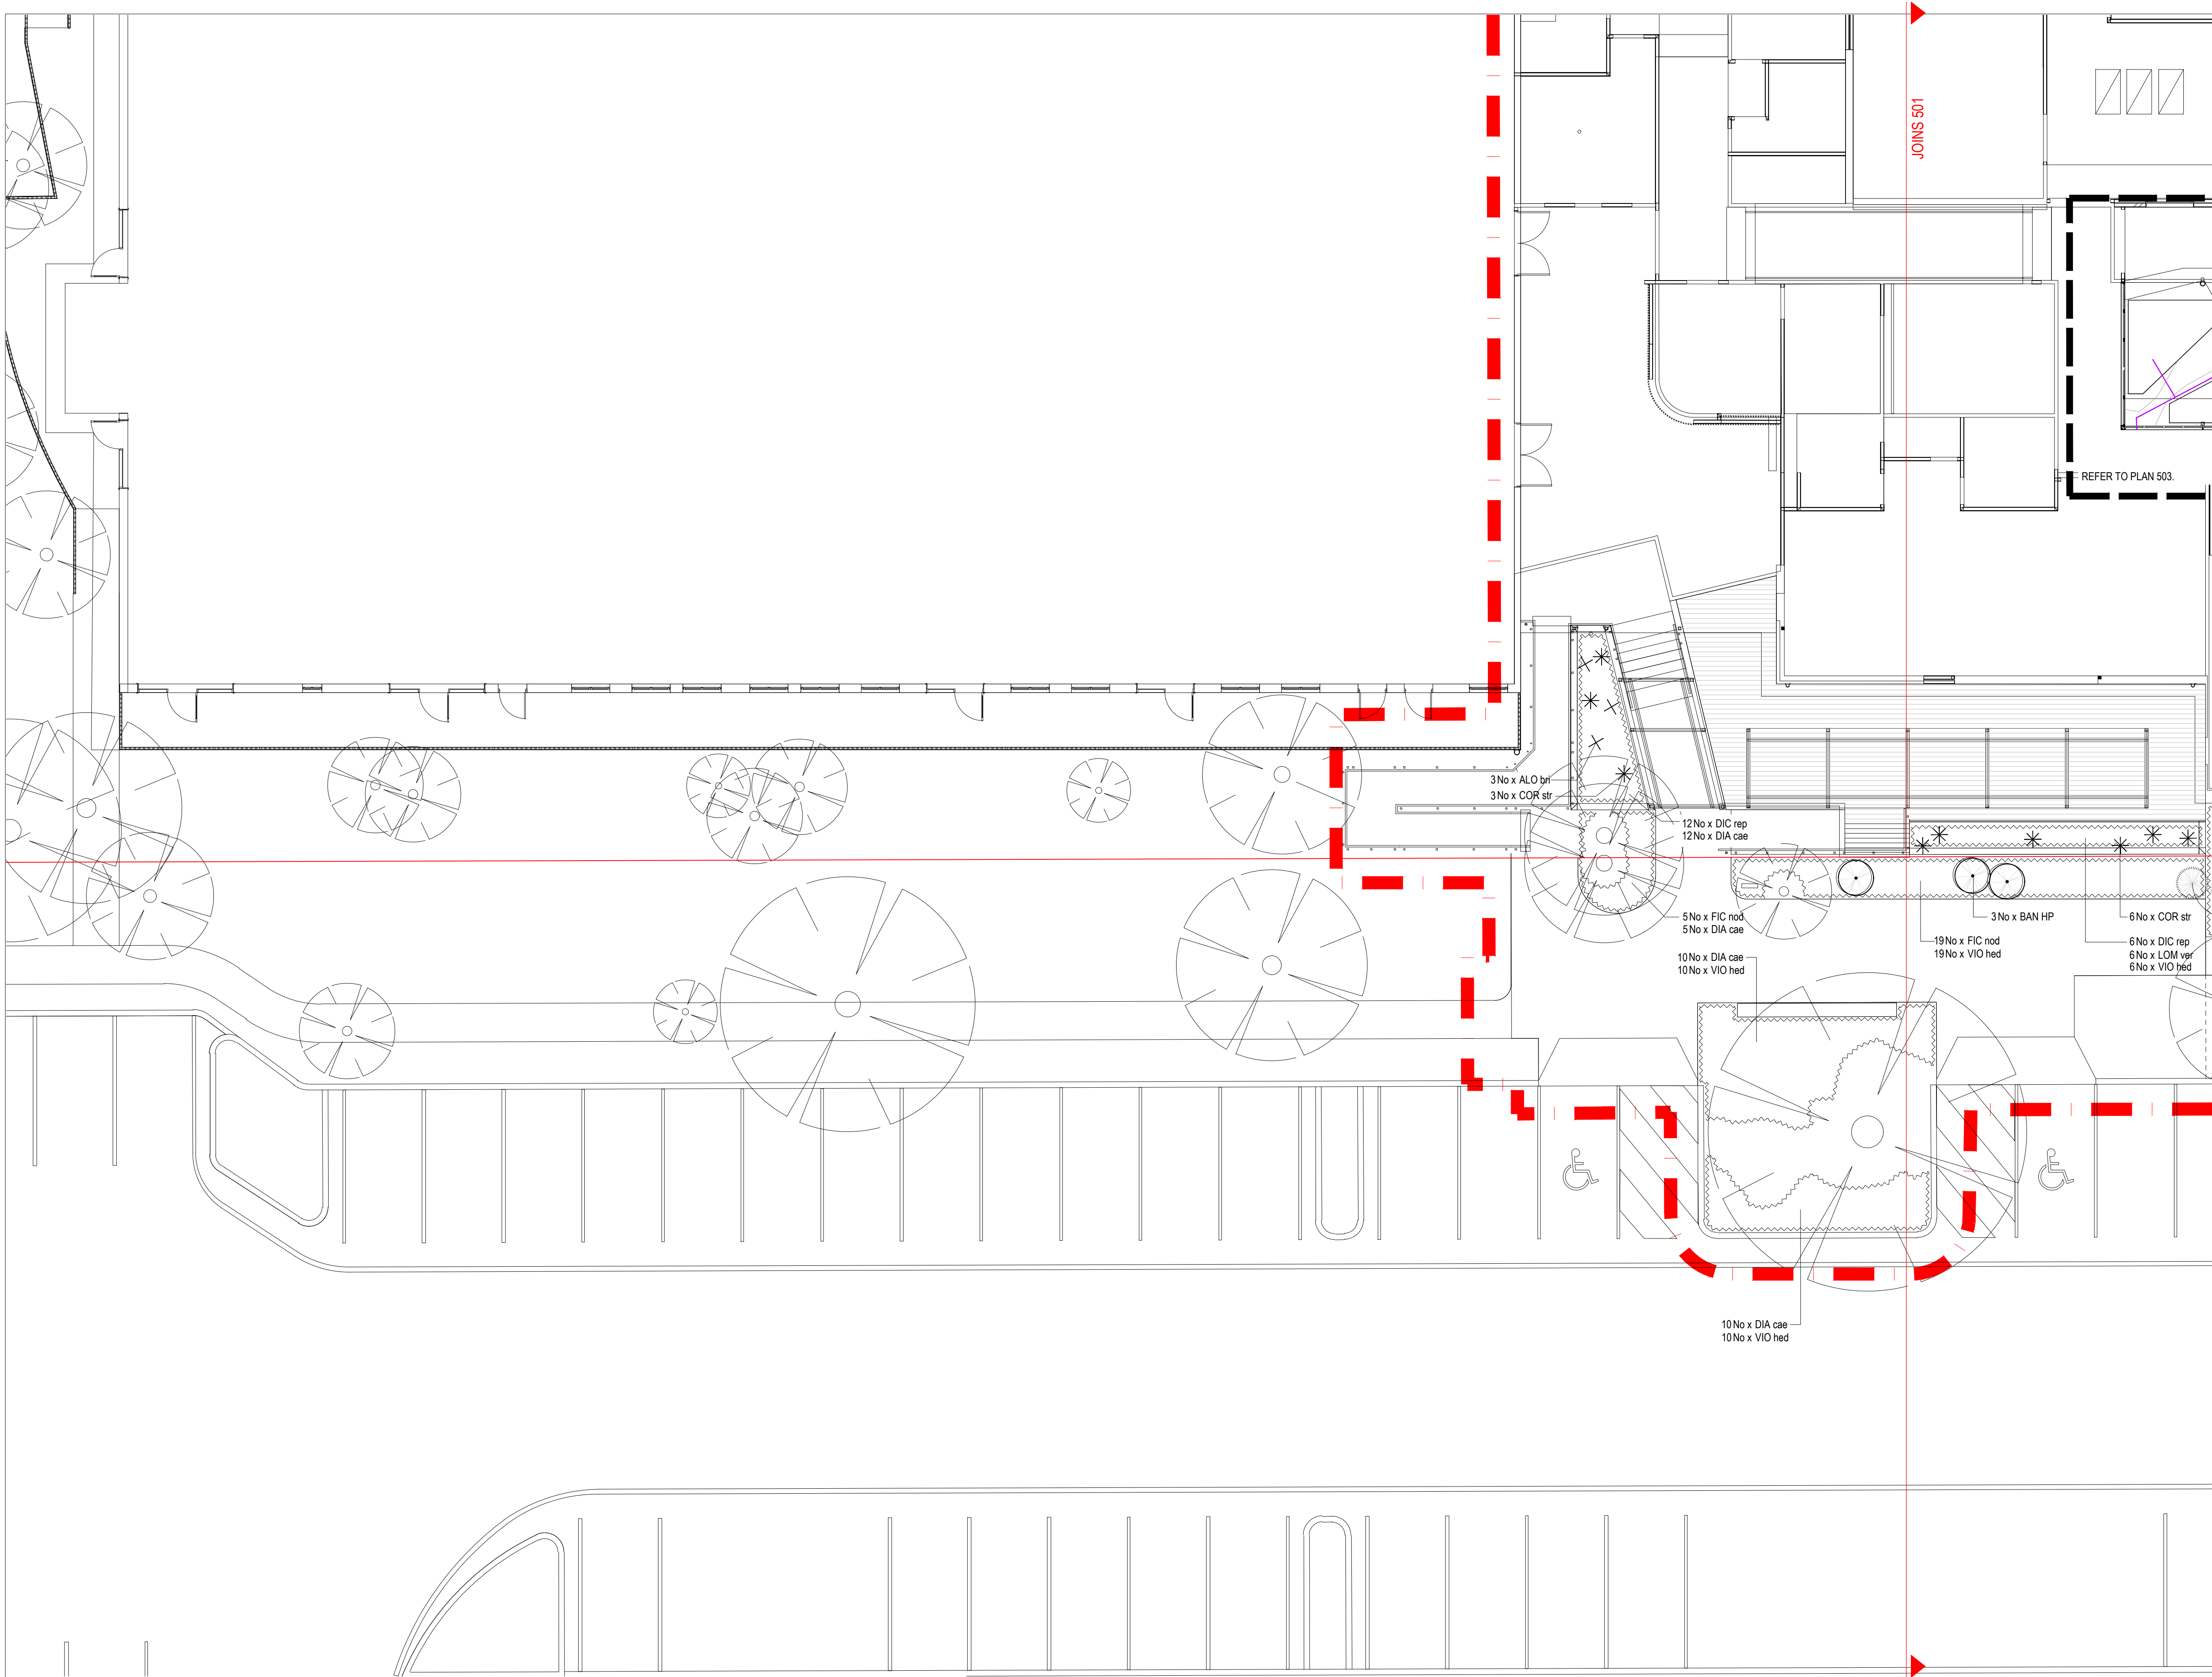 JOINS 501
REFER TO PLAN 503.
3 No x ALO bri
3 No x COR str
12 No x DIC rep
12 No x DIA cae
5 No x FIC nod
5 No x DIA cae
3 No x BAN HP
6 No x COR str
19 No x FIC nod
19 No x VIO hed
6 No x DIC rep
6 No x LOM ver
6 No x VIO hed
10 No x DIA cae
10 No x VIO hed
10 No x DIA cae
10 No x VIO hed